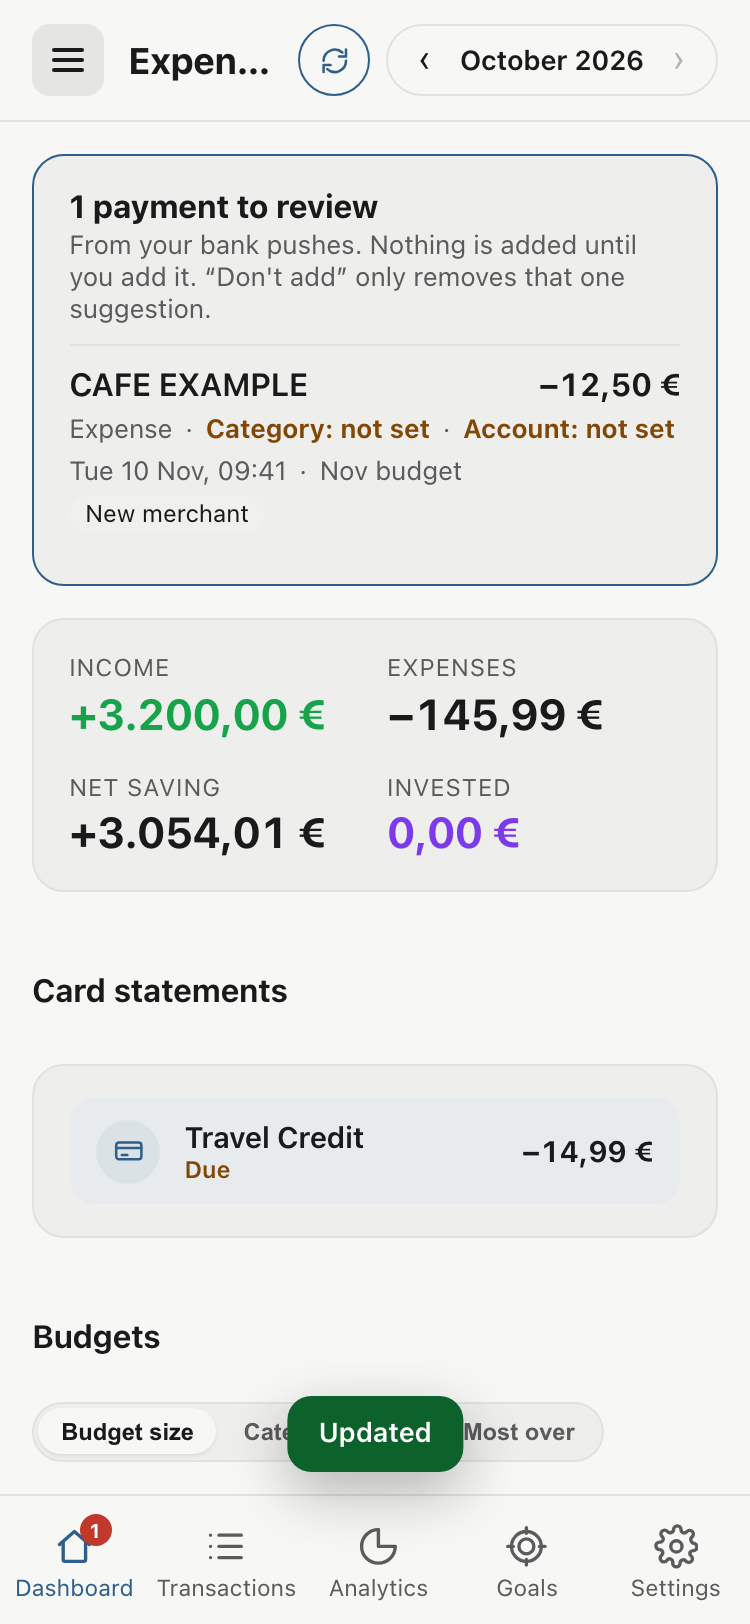 Expen...
‹ October 2026 ›
1 payment to review
From your bank pushes. Nothing is added until
you add it. “Don't add” only removes that one
suggestion.
CAFE EXAMPLE −12,50 €
Expense · Category: not set · Account: not set
Tue 10 Nov, 09:41 · Nov budget
New merchant
INCOME EXPENSES
+3.200,00 € −145,99 €
NET SAVING INVESTED
+3.054,01 € 0,00 €
Card statements
Travel Credit
Due
−14,99 €
Budgets
Budget size Cate Updated Most over
1
Dashboard Transactions Analytics Goals Settings